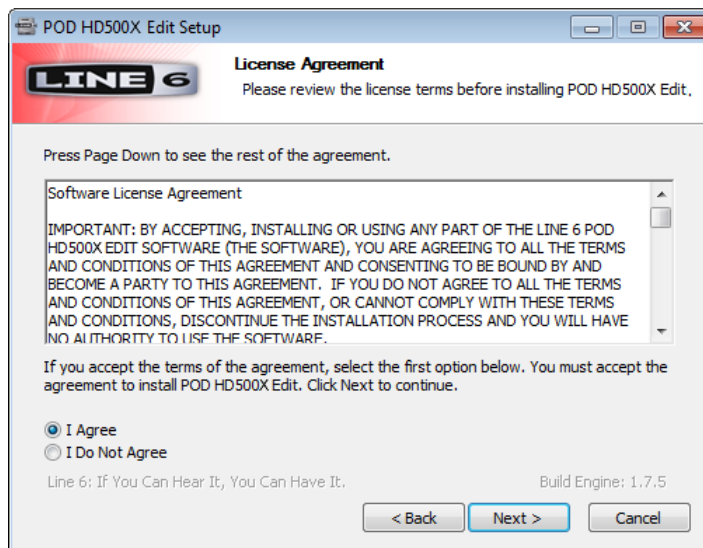 POD HD500X Edit Setup
LINE 6
License Agreement
Please review the license terms before installing POD HD500X Edit.
Press Page Down to see the rest of the agreement.
Software License Agreement
IMPORTANT: BY ACCEPTING, INSTALLING OR USING ANY PART OF THE LINE 6 POD
HD500X EDIT SOFTWARE (THE SOFTWARE), YOU ARE AGREEING TO ALL THE TERMS
AND CONDITIONS OF THIS AGREEMENT AND CONSENTING TO BE BOUND BY AND
BECOME A PARTY TO THIS AGREEMENT.  IF YOU DO NOT AGREE TO ALL THE TERMS
AND CONDITIONS OF THIS AGREEMENT, OR CANNOT COMPLY WITH THESE TERMS
AND CONDITIONS, DISCONTINUE THE INSTALLATION PROCESS AND YOU WILL HAVE
NO AUTHORITY TO USE THE SOFTWARE.
If you accept the terms of the agreement, select the first option below. You must accept the
agreement to install POD HD500X Edit. Click Next to continue.
I Agree
I Do Not Agree
Line 6: If You Can Hear It, You Can Have It.
Build Engine: 1.7.5
< Back
Next >
Cancel